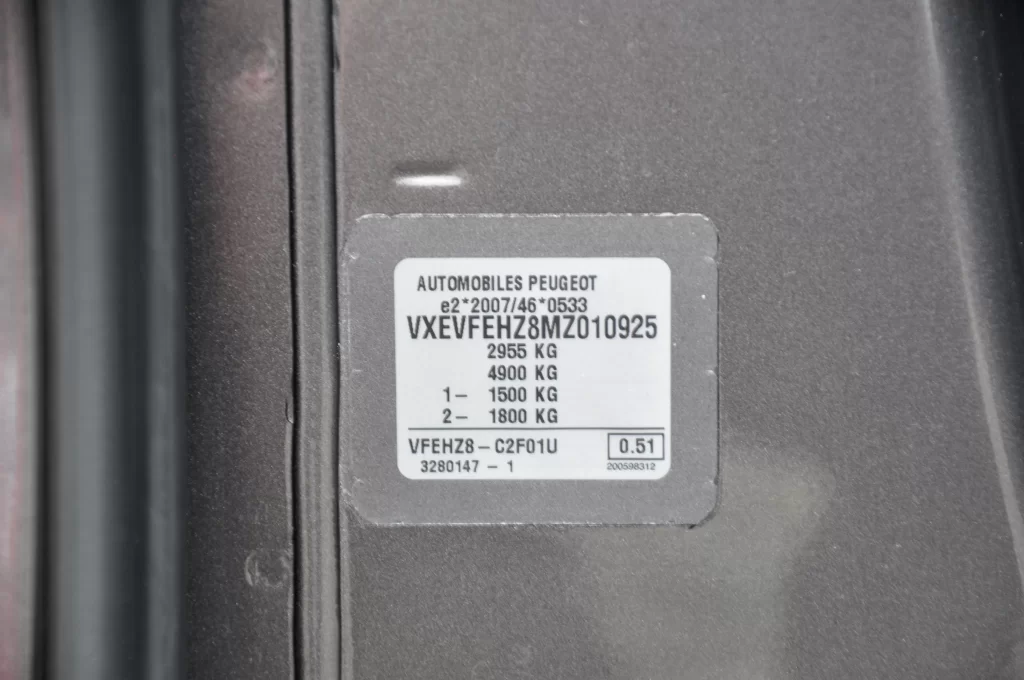 AUTOMOBILES PEUGEOT
e2*2007/46*0533
VXEVFEHZ8MZ010925
2955 KG
4900 KG
1– 1500 KG
2– 1800 KG
VFEHZ8–C2F01U 0.51
3280147 – 1 200598312